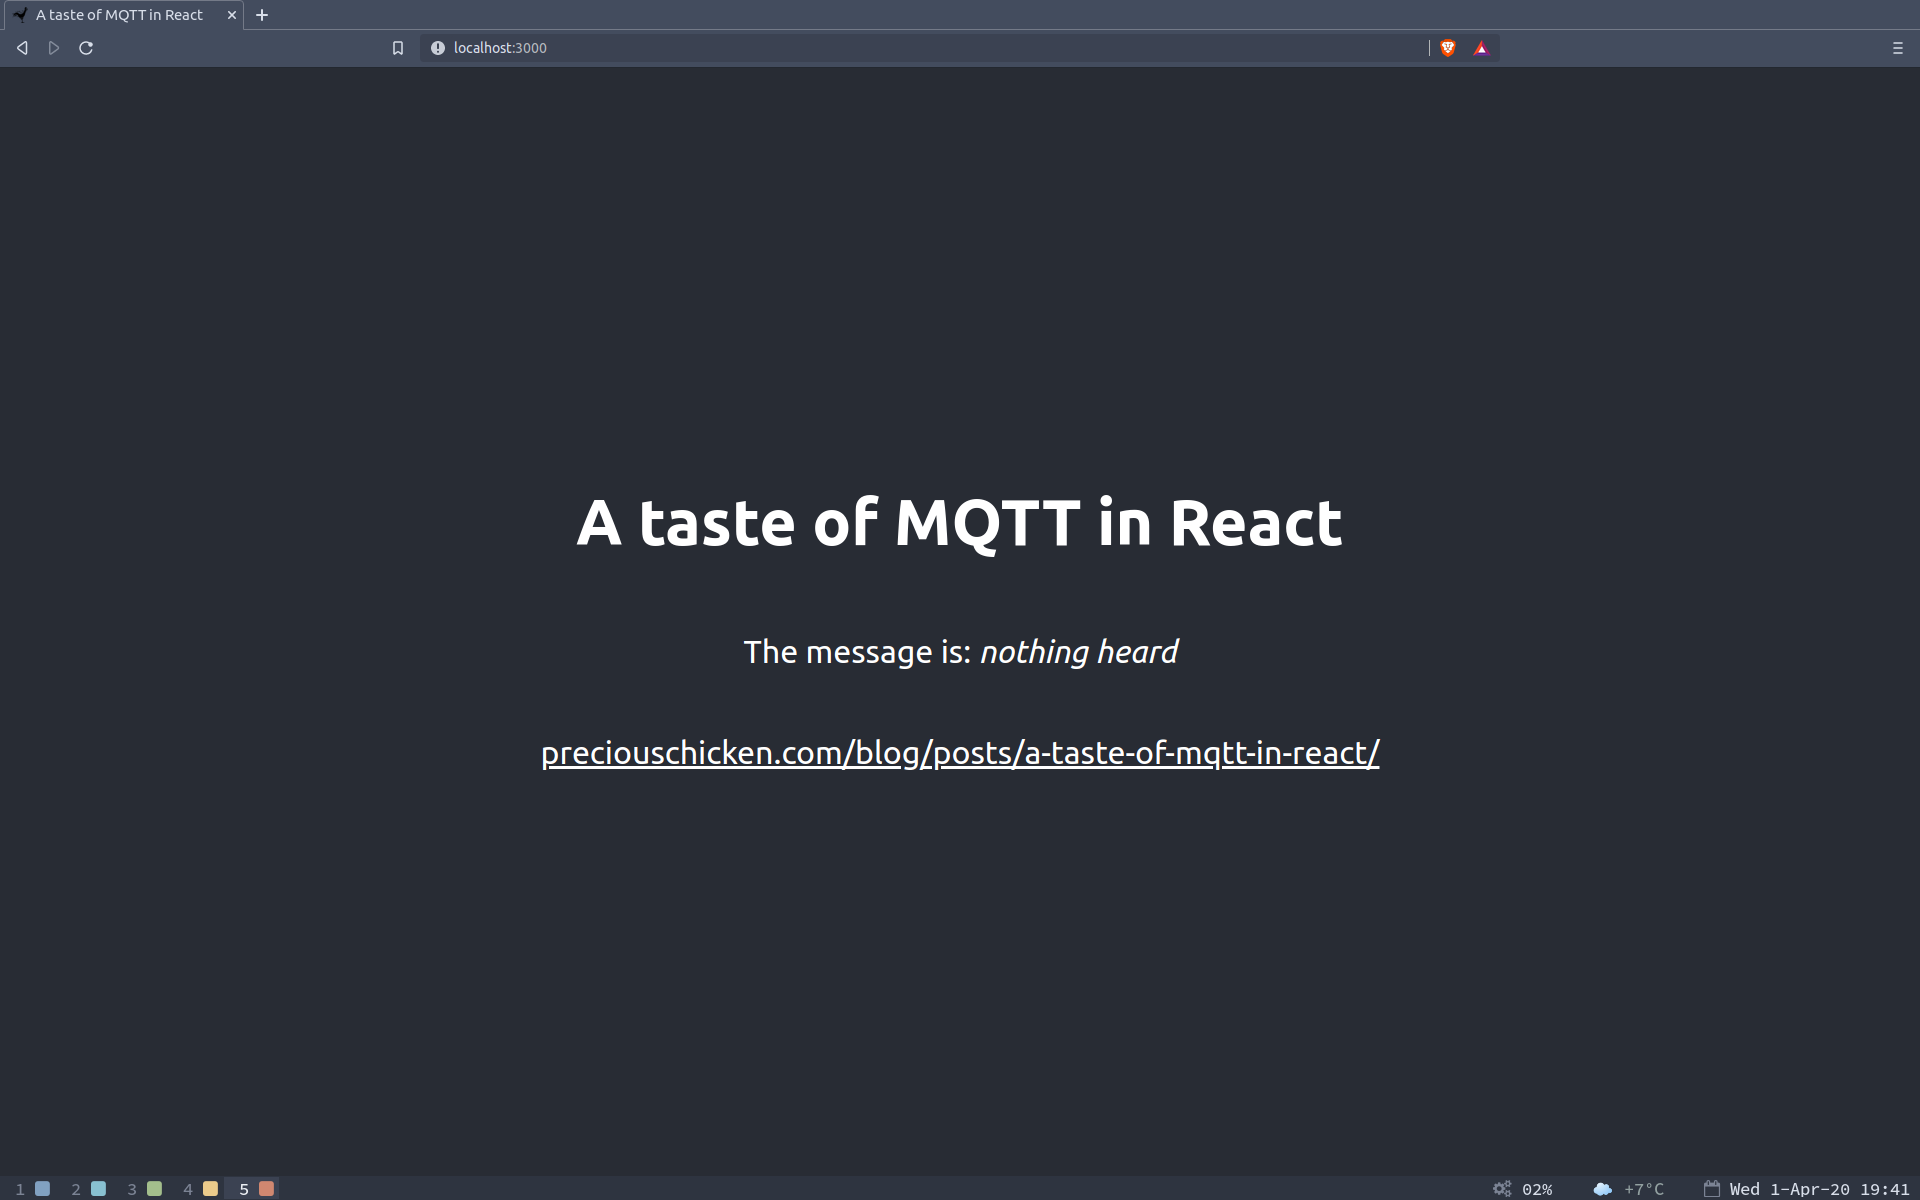 A taste of MQTT in React
localhost:3000
A taste of MQTT in React
The message is: nothing heard
preciouschicken.com/blog/posts/a-taste-of-mqtt-in-react/
1 2 3 4 5 02% +7°C Wed 1-Apr-20 19:41